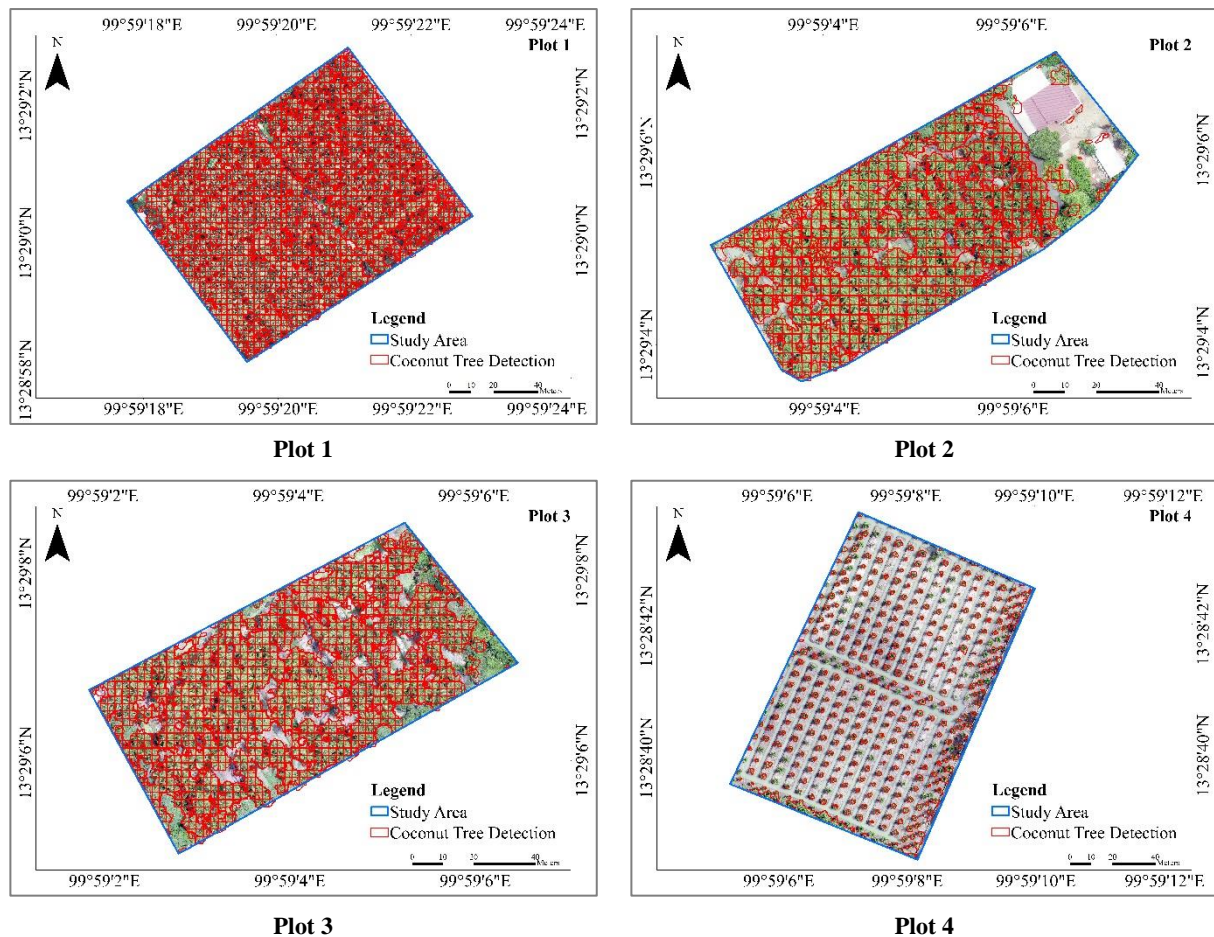 99°59'18"E 99°59'20"E 99°59'22"E 99°59'24"E
N
Plot 1
13°29'2"N
13°29'0"N
13°28'58"N
13°29'2"N
13°29'0"N
Legend
Study Area
Coconut Tree Detection
0 10 20 40
Meters
99°59'18"E 99°59'20"E 99°59'22"E 99°59'24"E
Plot 1
99°59'4"E 99°59'6"E
N
Plot 2
13°29'6"N
13°29'4"N
13°29'6"N
13°29'4"N
Legend
Study Area
Coconut Tree Detection
0 10 20 40
Meters
99°59'4"E 99°59'6"E
Plot 2
99°59'2"E 99°59'4"E 99°59'6"E
N
Plot 3
13°29'8"N
13°29'6"N
13°29'8"N
13°29'6"N
Legend
Study Area
Coconut Tree Detection
0 10 20 40
Meters
99°59'2"E 99°59'4"E 99°59'6"E
Plot 3
99°59'6"E 99°59'8"E 99°59'10"E 99°59'12"E
N
Plot 4
13°28'42"N
13°28'40"N
13°28'42"N
13°28'40"N
Legend
Study Area
Coconut Tree Detection
0 10 20 40
Meters
99°59'6"E 99°59'8"E 99°59'10"E 99°59'12"E
Plot 4